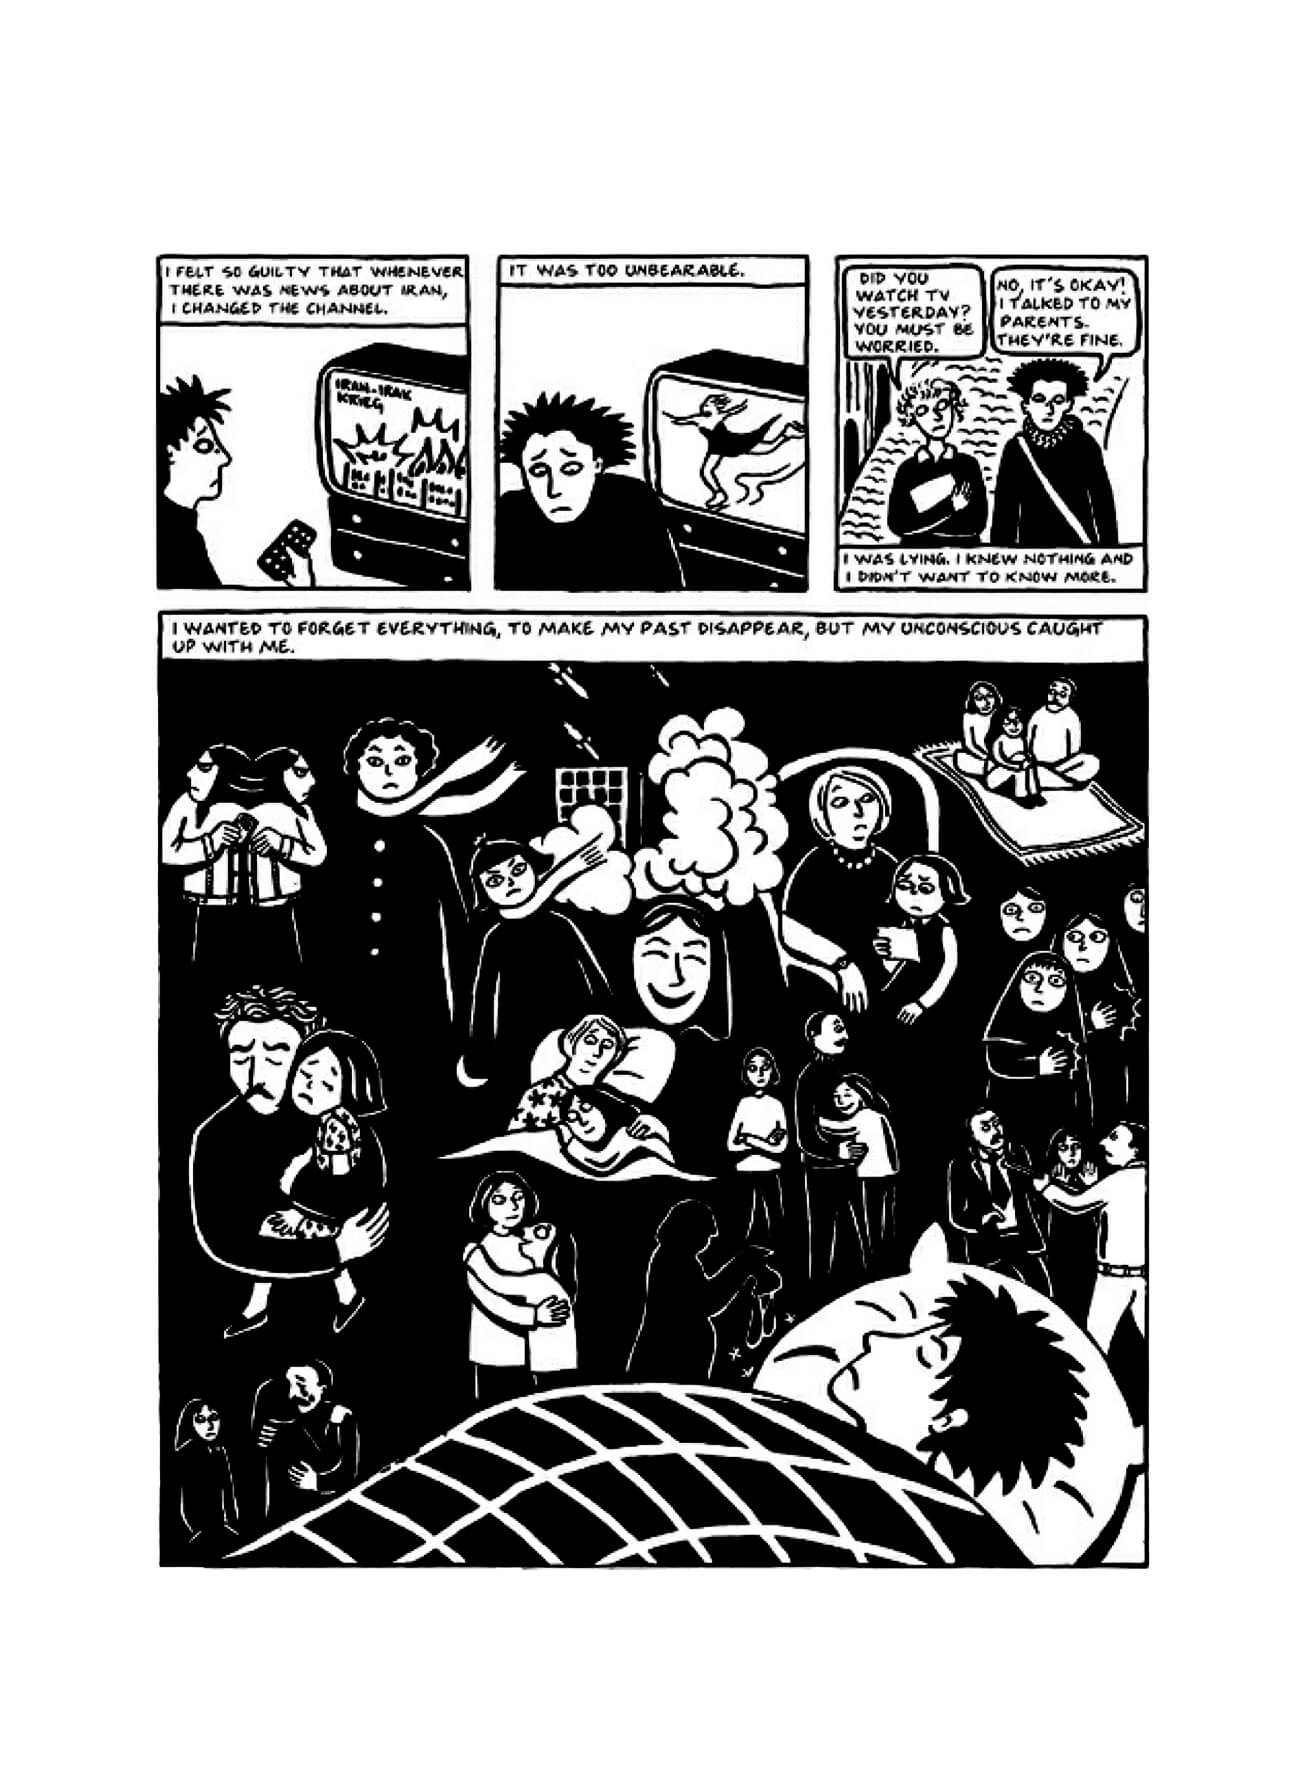 I FELT SO GUILTY THAT WHENEVER
THERE WAS NEWS ABOUT IRAN,
I CHANGED THE CHANNEL.
IRAN-IRAK
KRIEG
IT WAS TOO UNBEARABLE.
DID YOU
WATCH TV
YESTERDAY?
YOU MUST BE
WORRIED.
NO, IT'S OKAY!
I TALKED TO MY
PARENTS.
THEY'RE FINE.
I WAS LYING. I KNEW NOTHING AND
I DIDN'T WANT TO KNOW MORE.
I WANTED TO FORGET EVERYTHING, TO MAKE MY PAST DISAPPEAR, BUT MY UNCONSCIOUS CAUGHT
UP WITH ME.